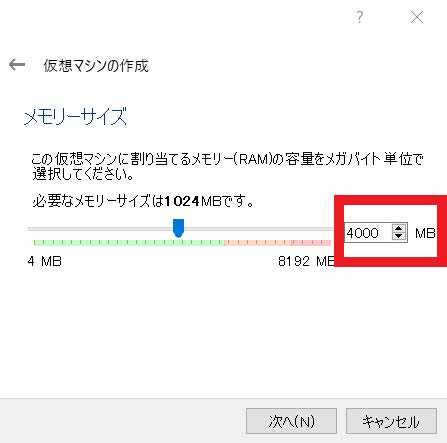 ?
仮想マシンの作成
メモリーサイズ
この仮想マシンに割り当てるメモリー(RAM)の容量をメガバイト単位で
選択してください。
必要なメモリーサイズは1024MBです。
4000 MB
4 MB 8192 MB
次へ(N) キャンセル